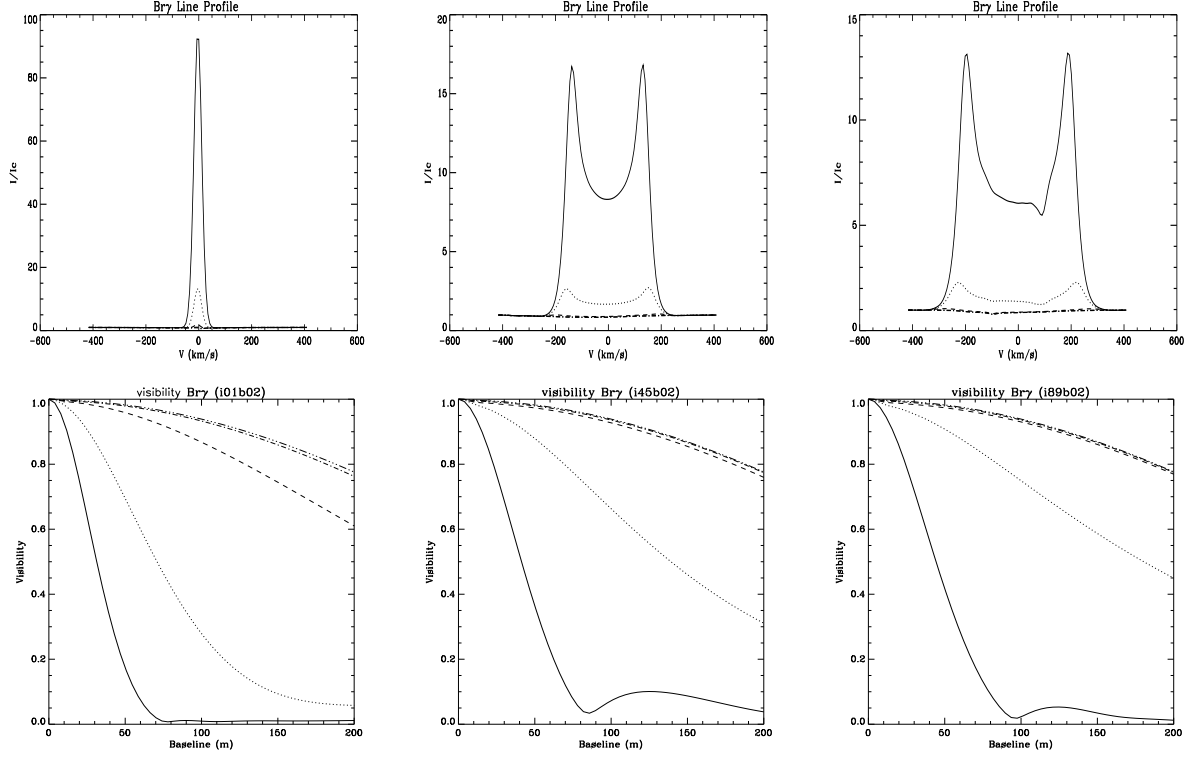 Brγ Line Profile
Brγ Line Profile
Brγ Line Profile
100
80
60
40
20
0
I/Ic
-600 -400 -200 0 200 400 600
V (km/s)
20
15
10
5
0
I/Ic
-600 -400 -200 0 200 400 600
V (km/s)
15
10
5
0
I/Ic
-600 -400 -200 0 200 400 600
V (km/s)
visibility Brγ (i01b02)
visibility Brγ (i45b02)
visibility Brγ (i89b02)
1.0
0.8
0.6
0.4
0.2
0.0
Visibility
0 50 100 150 200
Baseline (m)
1.0
0.8
0.6
0.4
0.2
0.0
Visibility
0 50 100 150 200
Baseline (m)
1.0
0.8
0.6
0.4
0.2
0.0
Visibility
0 50 100 150 200
Baseline (m)